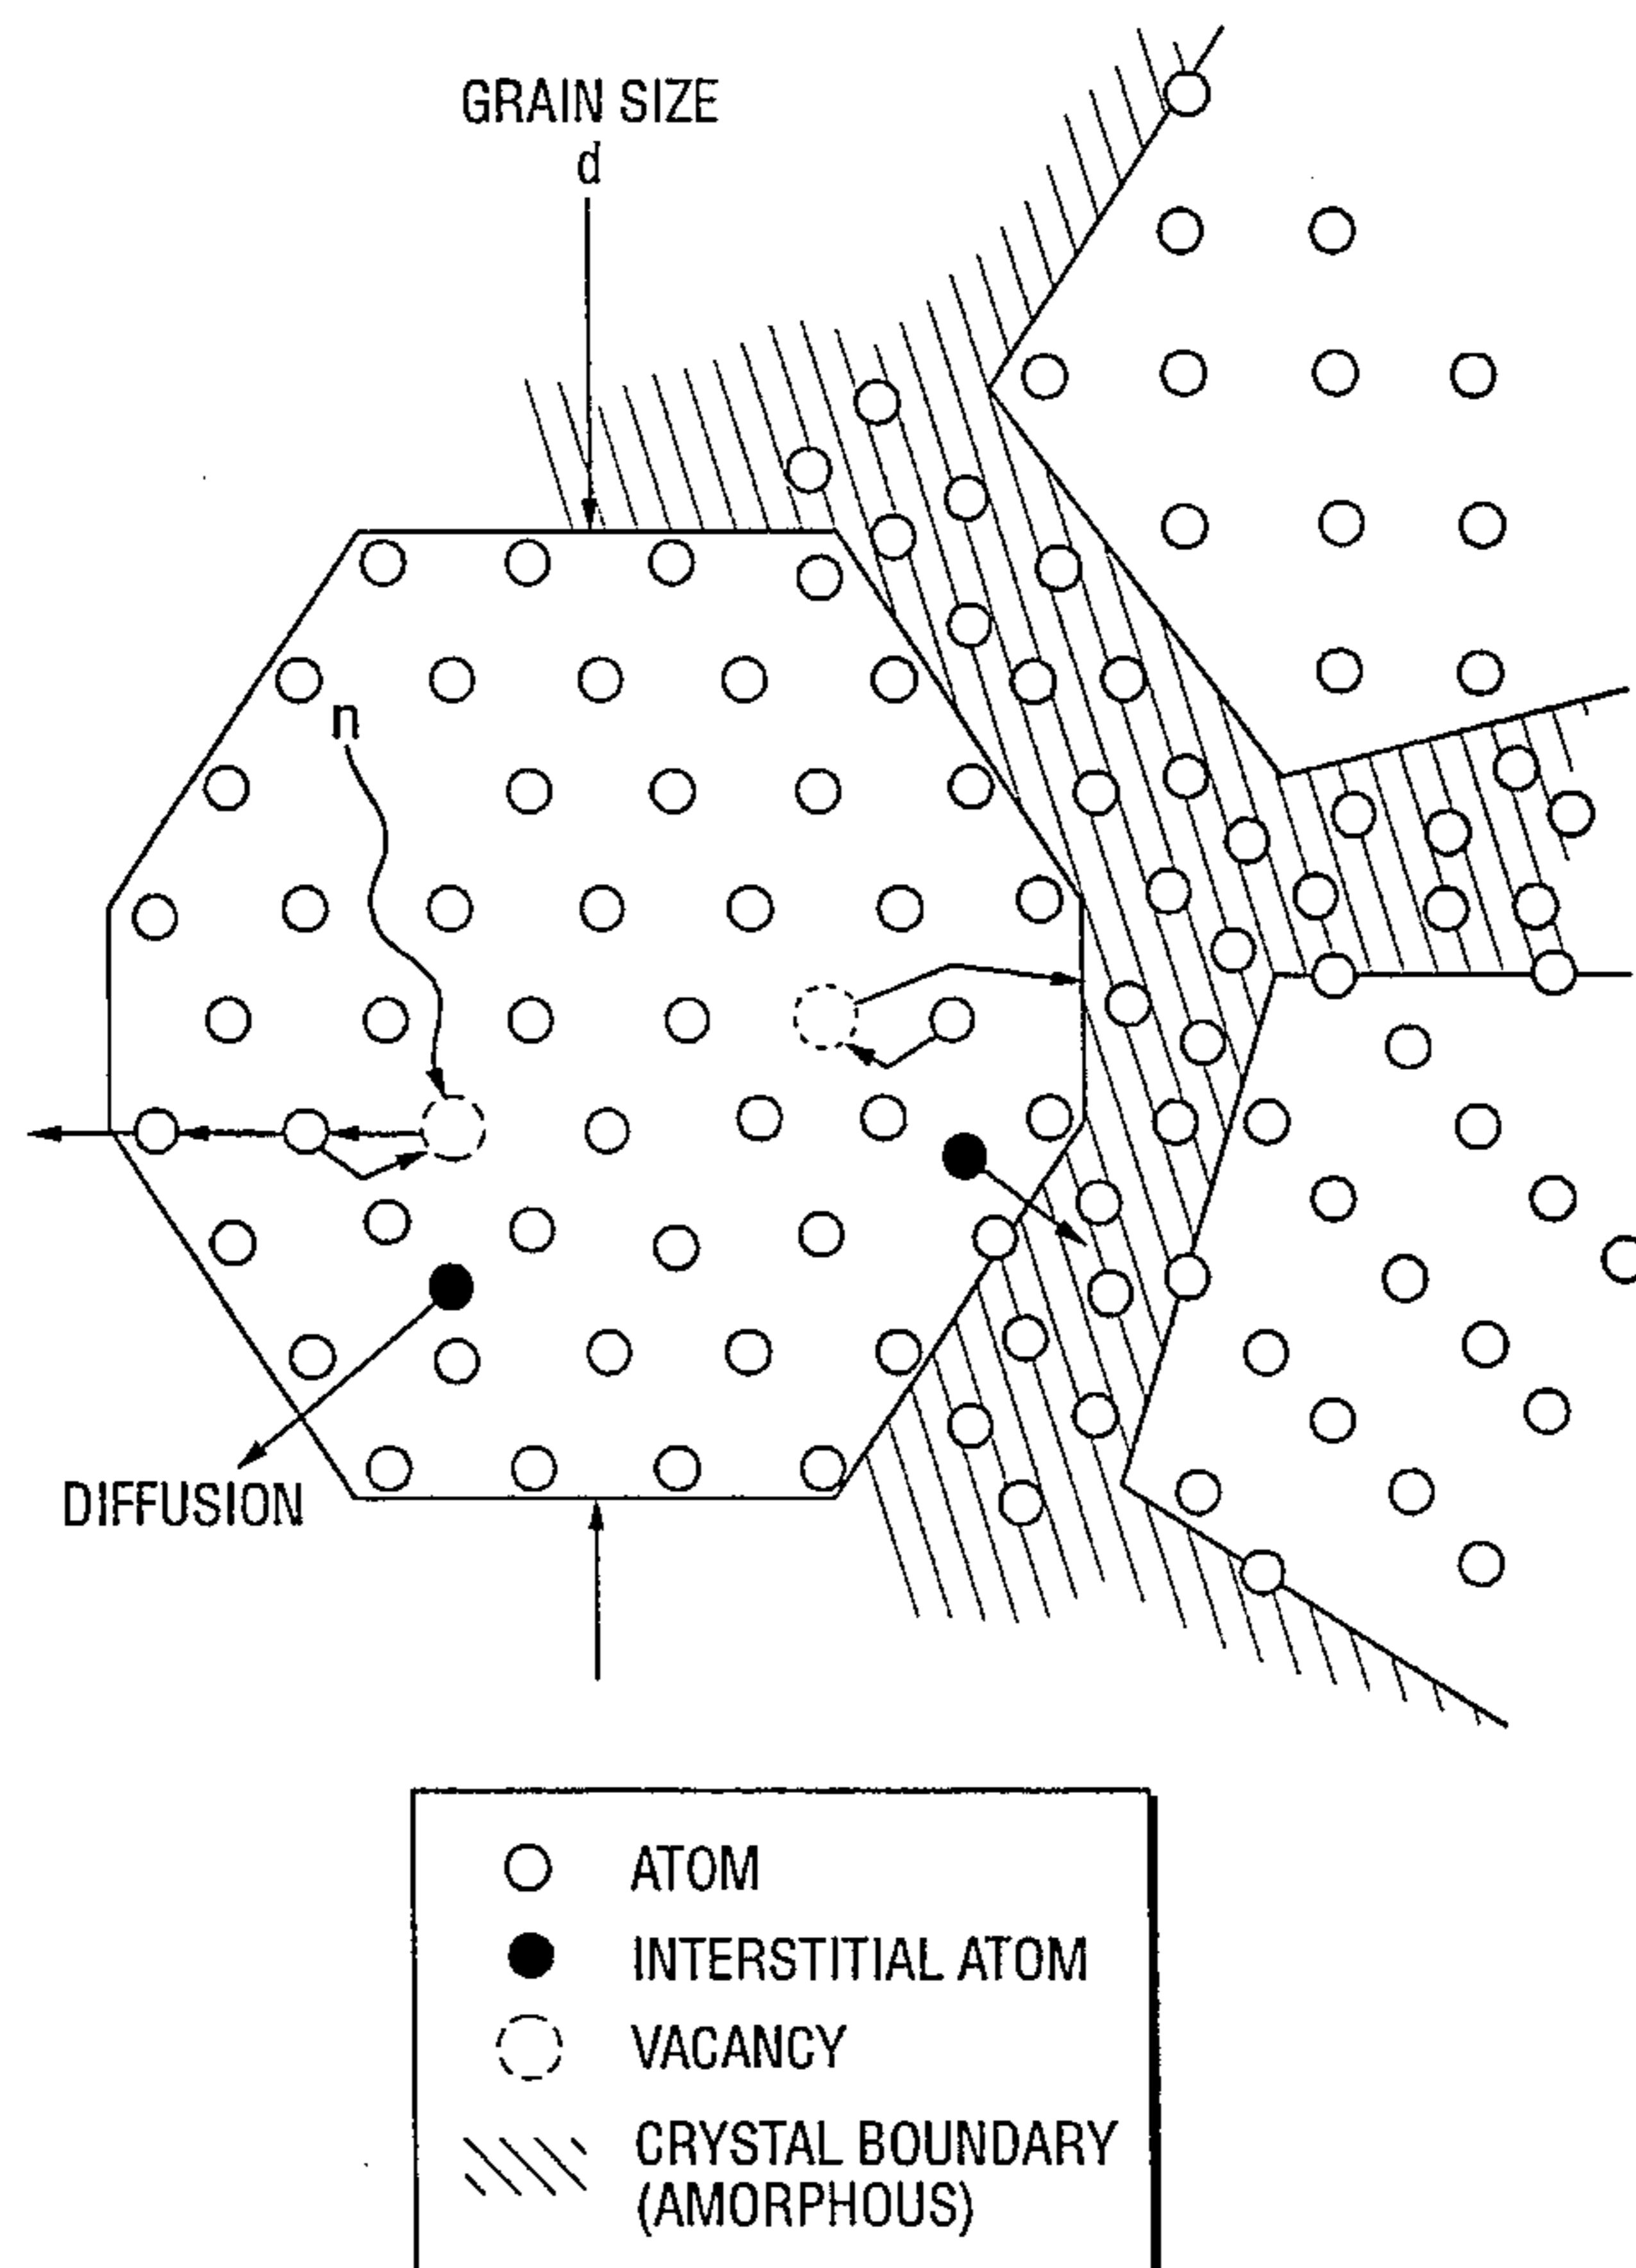 GRAIN SIZE
d
n
DIFFUSION
ATOM
INTERSTITIAL ATOM
VACANCY
CRYSTAL BOUNDARY
(AMORPHOUS)